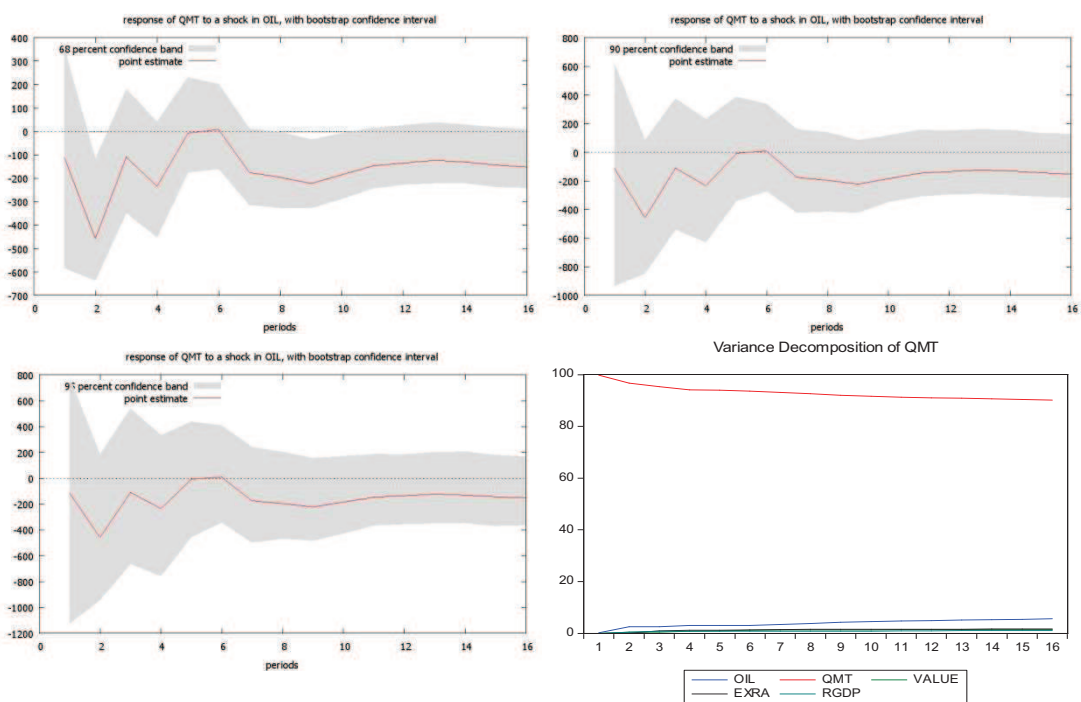 response of QMT to a shock in OIL, with bootstrap confidence interval
400
300
200
100
0
-100
-200
-300
-400
-500
-600
-700
68 percent confidence band
point estimate
0 2 4 6 8 10 12 14 16
periods
response of QMT to a shock in OIL, with bootstrap confidence interval
800
600
400
200
0
-200
-400
-600
-800
-1000
90 percent confidence band
point estimate
0 2 4 6 8 10 12 14 16
periods
response of QMT to a shock in OIL, with bootstrap confidence interval
800
600
400
200
0
-200
-400
-600
-800
-1000
-1200
percent confidence band
point estimate
0 2 4 6 8 10 12 14 16
periods
Variance Decomposition of QMT
100
80
60
40
20
0
1 2 3 4 5 6 7 8 9 10 11 12 13 14 15 16
OIL QMT VALUE
EXRA RGDP